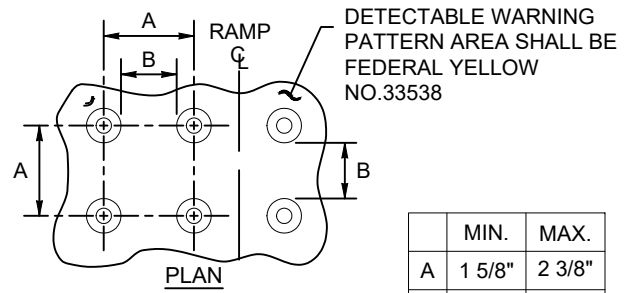 A
B
RAMP
℄
DETECTABLE WARNING
PATTERN AREA SHALL BE
FEDERAL YELLOW
NO.33538
A
B
PLAN
MIN. MAX.
A 1 5/8" 2 3/8"